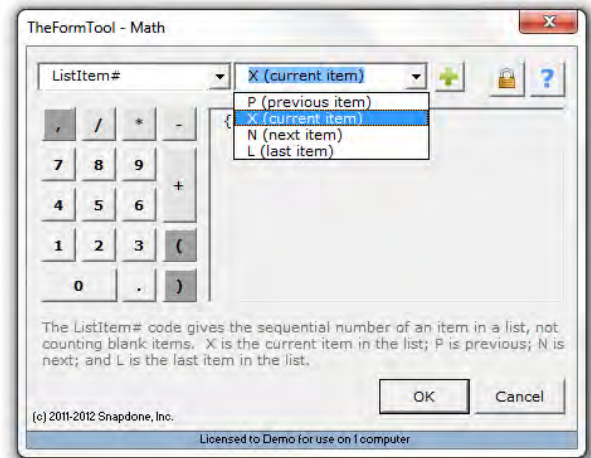 TheFormTool - Math
X
ListItem# X (current item) ?
P (previous item)
X (current item)
N (next item)
L (last item)
, / * - {
7 8 9 +
4 5 6
1 2 3 (
0 . )
The ListItem# code gives the sequential number of an item in a list, not
counting blank items. X is the current item in the list; P is previous; N is
next; and L is the last item in the list.
OK Cancel
(c) 2011-2012 Snapdone, Inc.
Licensed to Demo for use on 1 computer